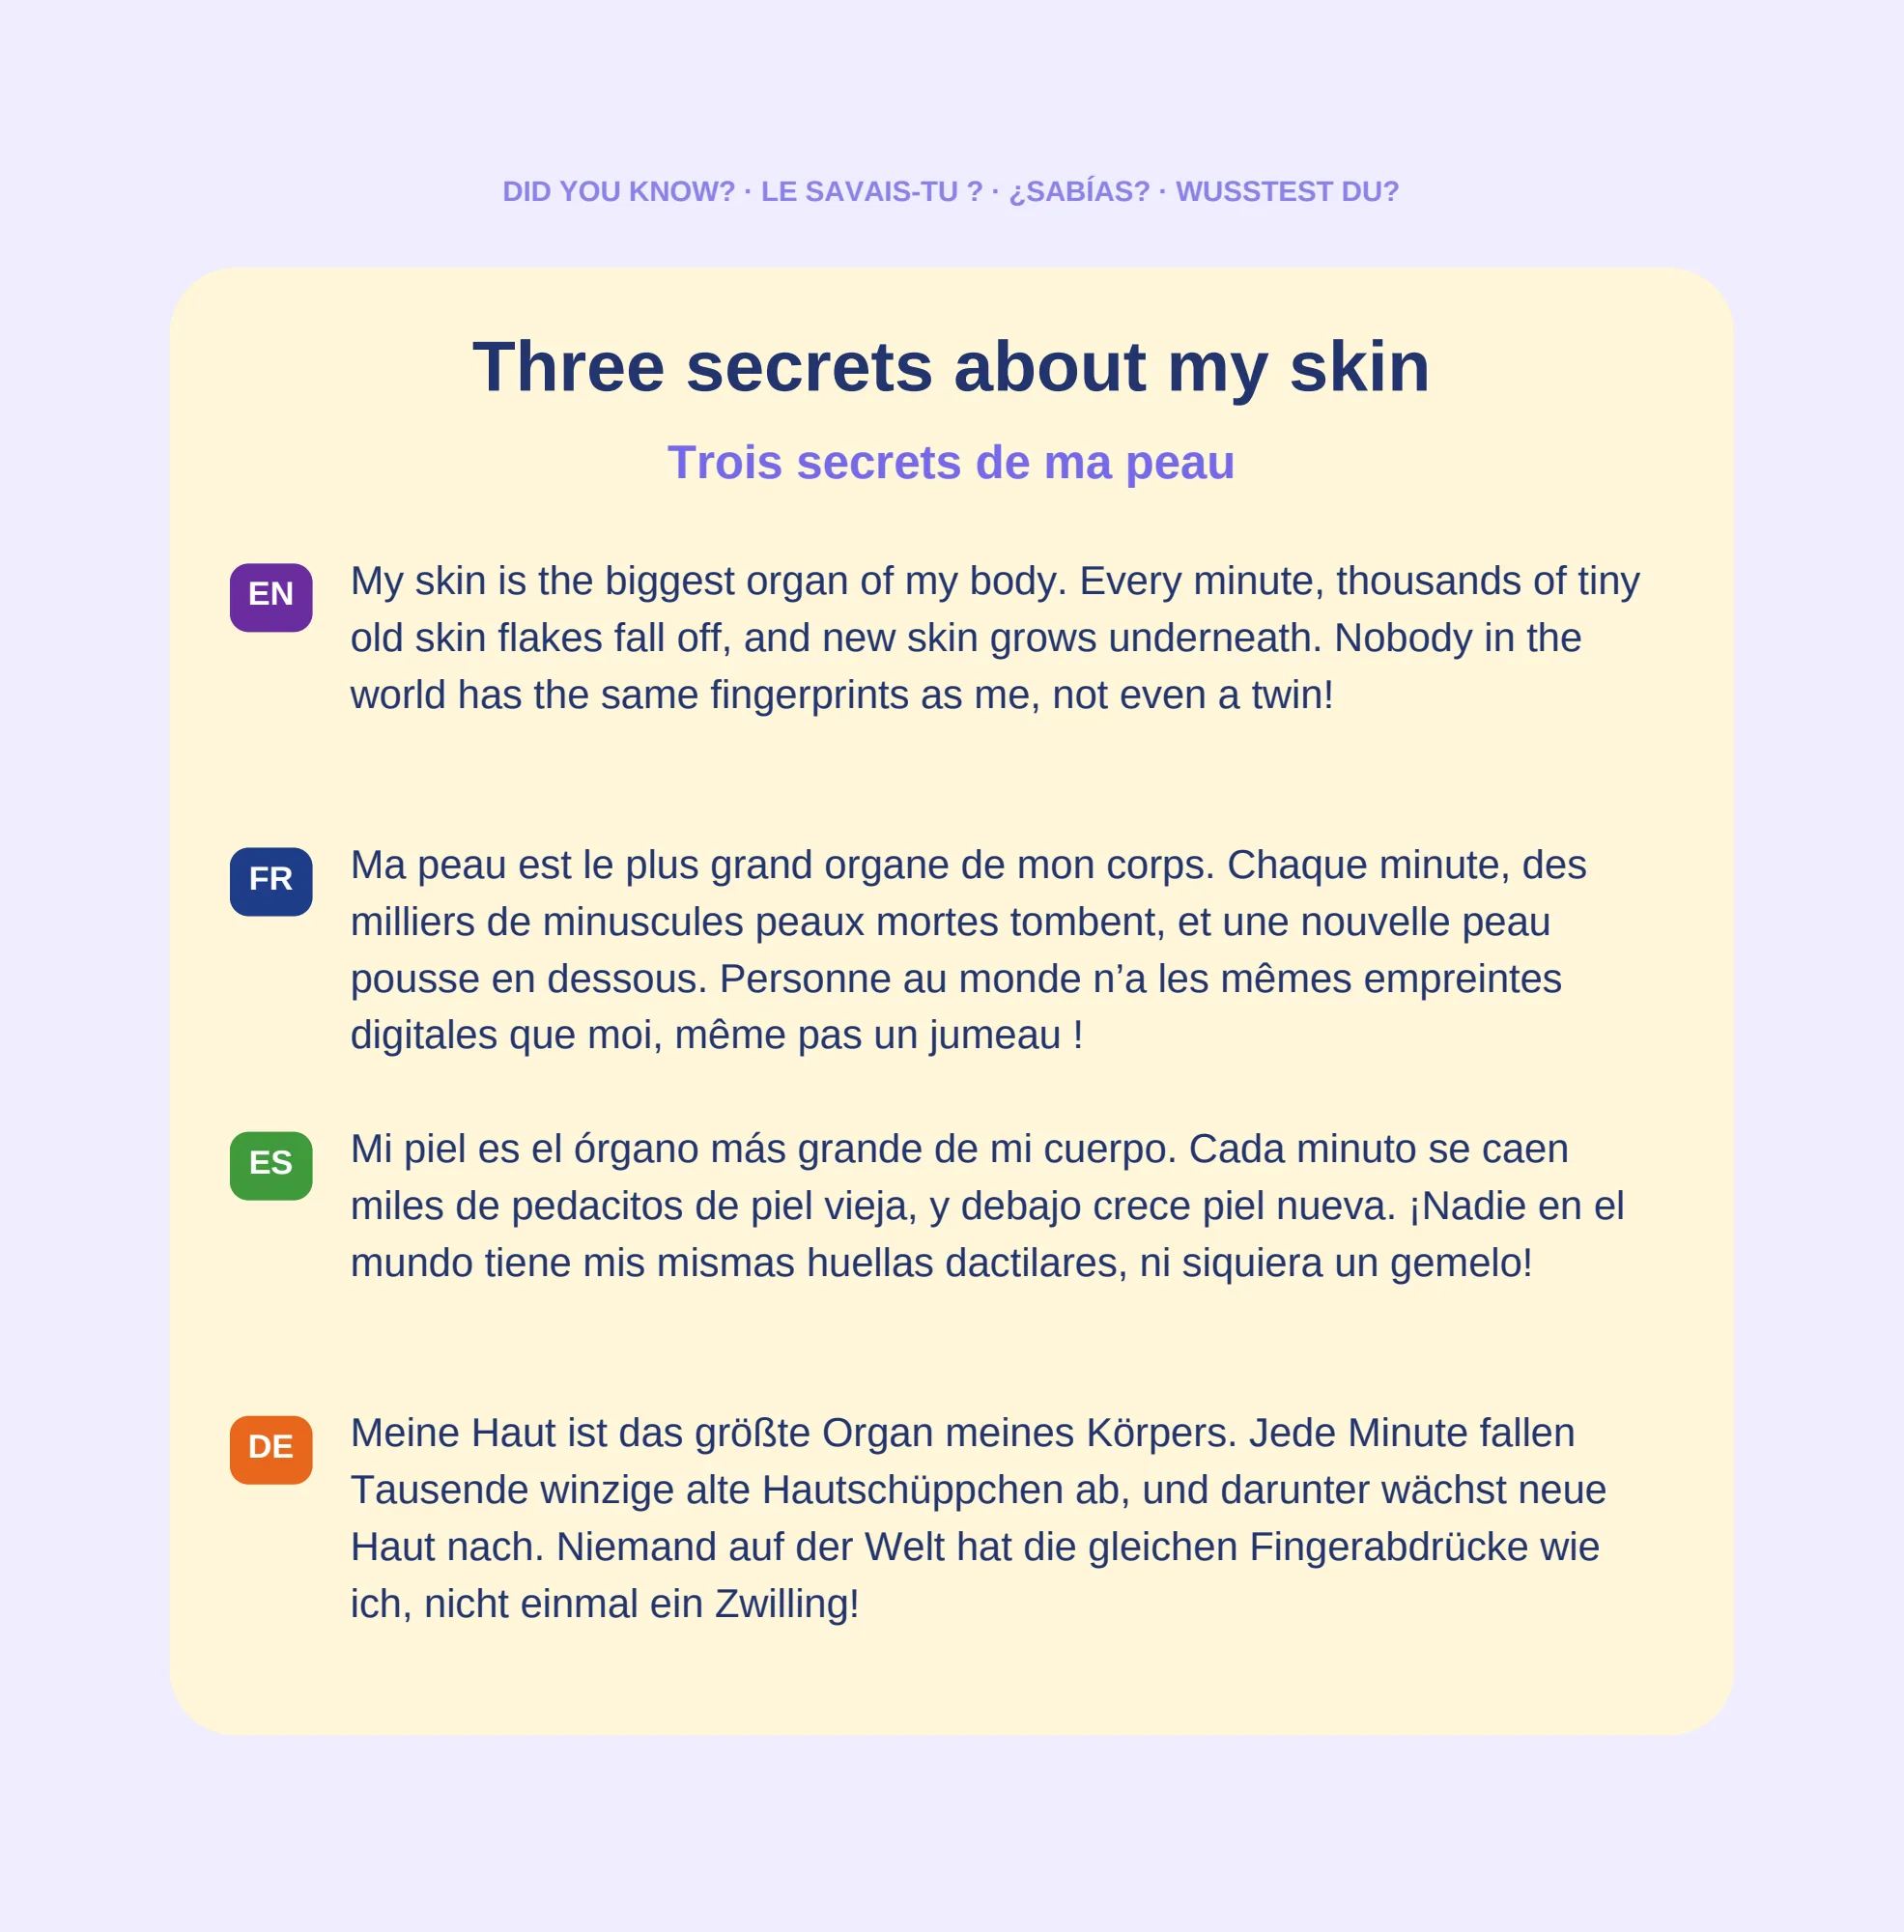 DID YOU KNOW? · LE SAVAIS-TU ? · ¿SABÍAS? · WUSSTEST DU?
Three secrets about my skin
Trois secrets de ma peau
EN
My skin is the biggest organ of my body. Every minute, thousands of tiny
old skin flakes fall off, and new skin grows underneath. Nobody in the
world has the same fingerprints as me, not even a twin!
FR
Ma peau est le plus grand organe de mon corps. Chaque minute, des
milliers de minuscules peaux mortes tombent, et une nouvelle peau
pousse en dessous. Personne au monde n’a les mêmes empreintes
digitales que moi, même pas un jumeau !
ES
Mi piel es el órgano más grande de mi cuerpo. Cada minuto se caen
miles de pedacitos de piel vieja, y debajo crece piel nueva. ¡Nadie en el
mundo tiene mis mismas huellas dactilares, ni siquiera un gemelo!
DE
Meine Haut ist das größte Organ meines Körpers. Jede Minute fallen
Tausende winzige alte Hautschüppchen ab, und darunter wächst neue
Haut nach. Niemand auf der Welt hat die gleichen Fingerabdrücke wie
ich, nicht einmal ein Zwilling!